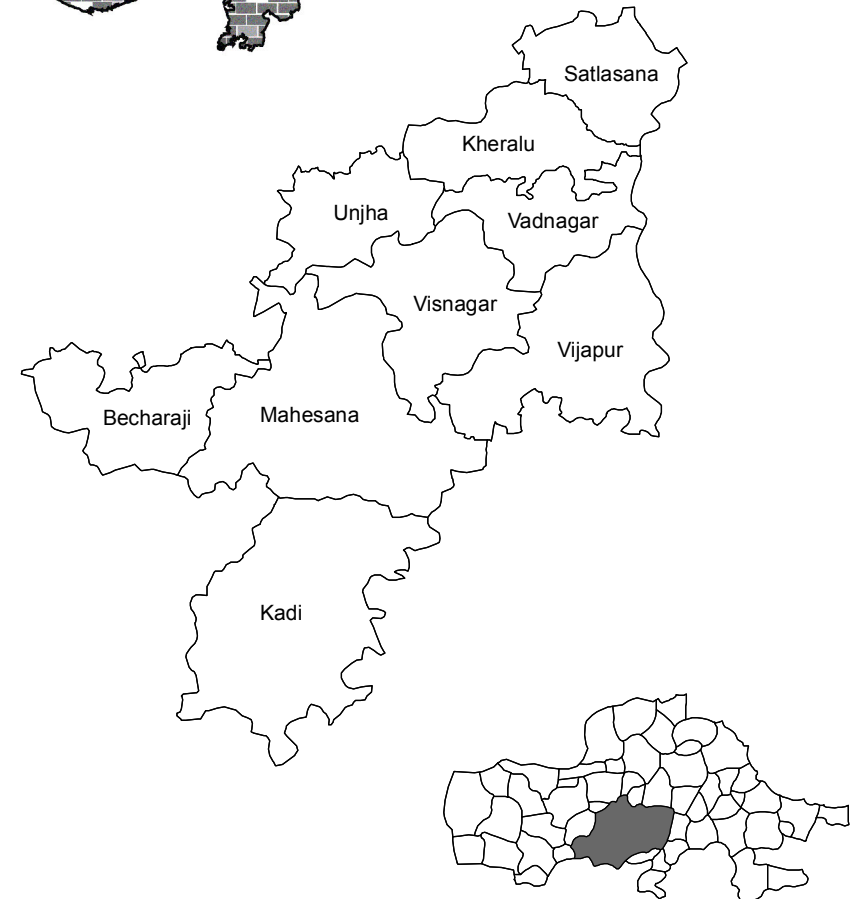 Satlasana
Kheralu
Unjha
Vadnagar
Visnagar
Vijapur
Becharaji
Mahesana
Kadi